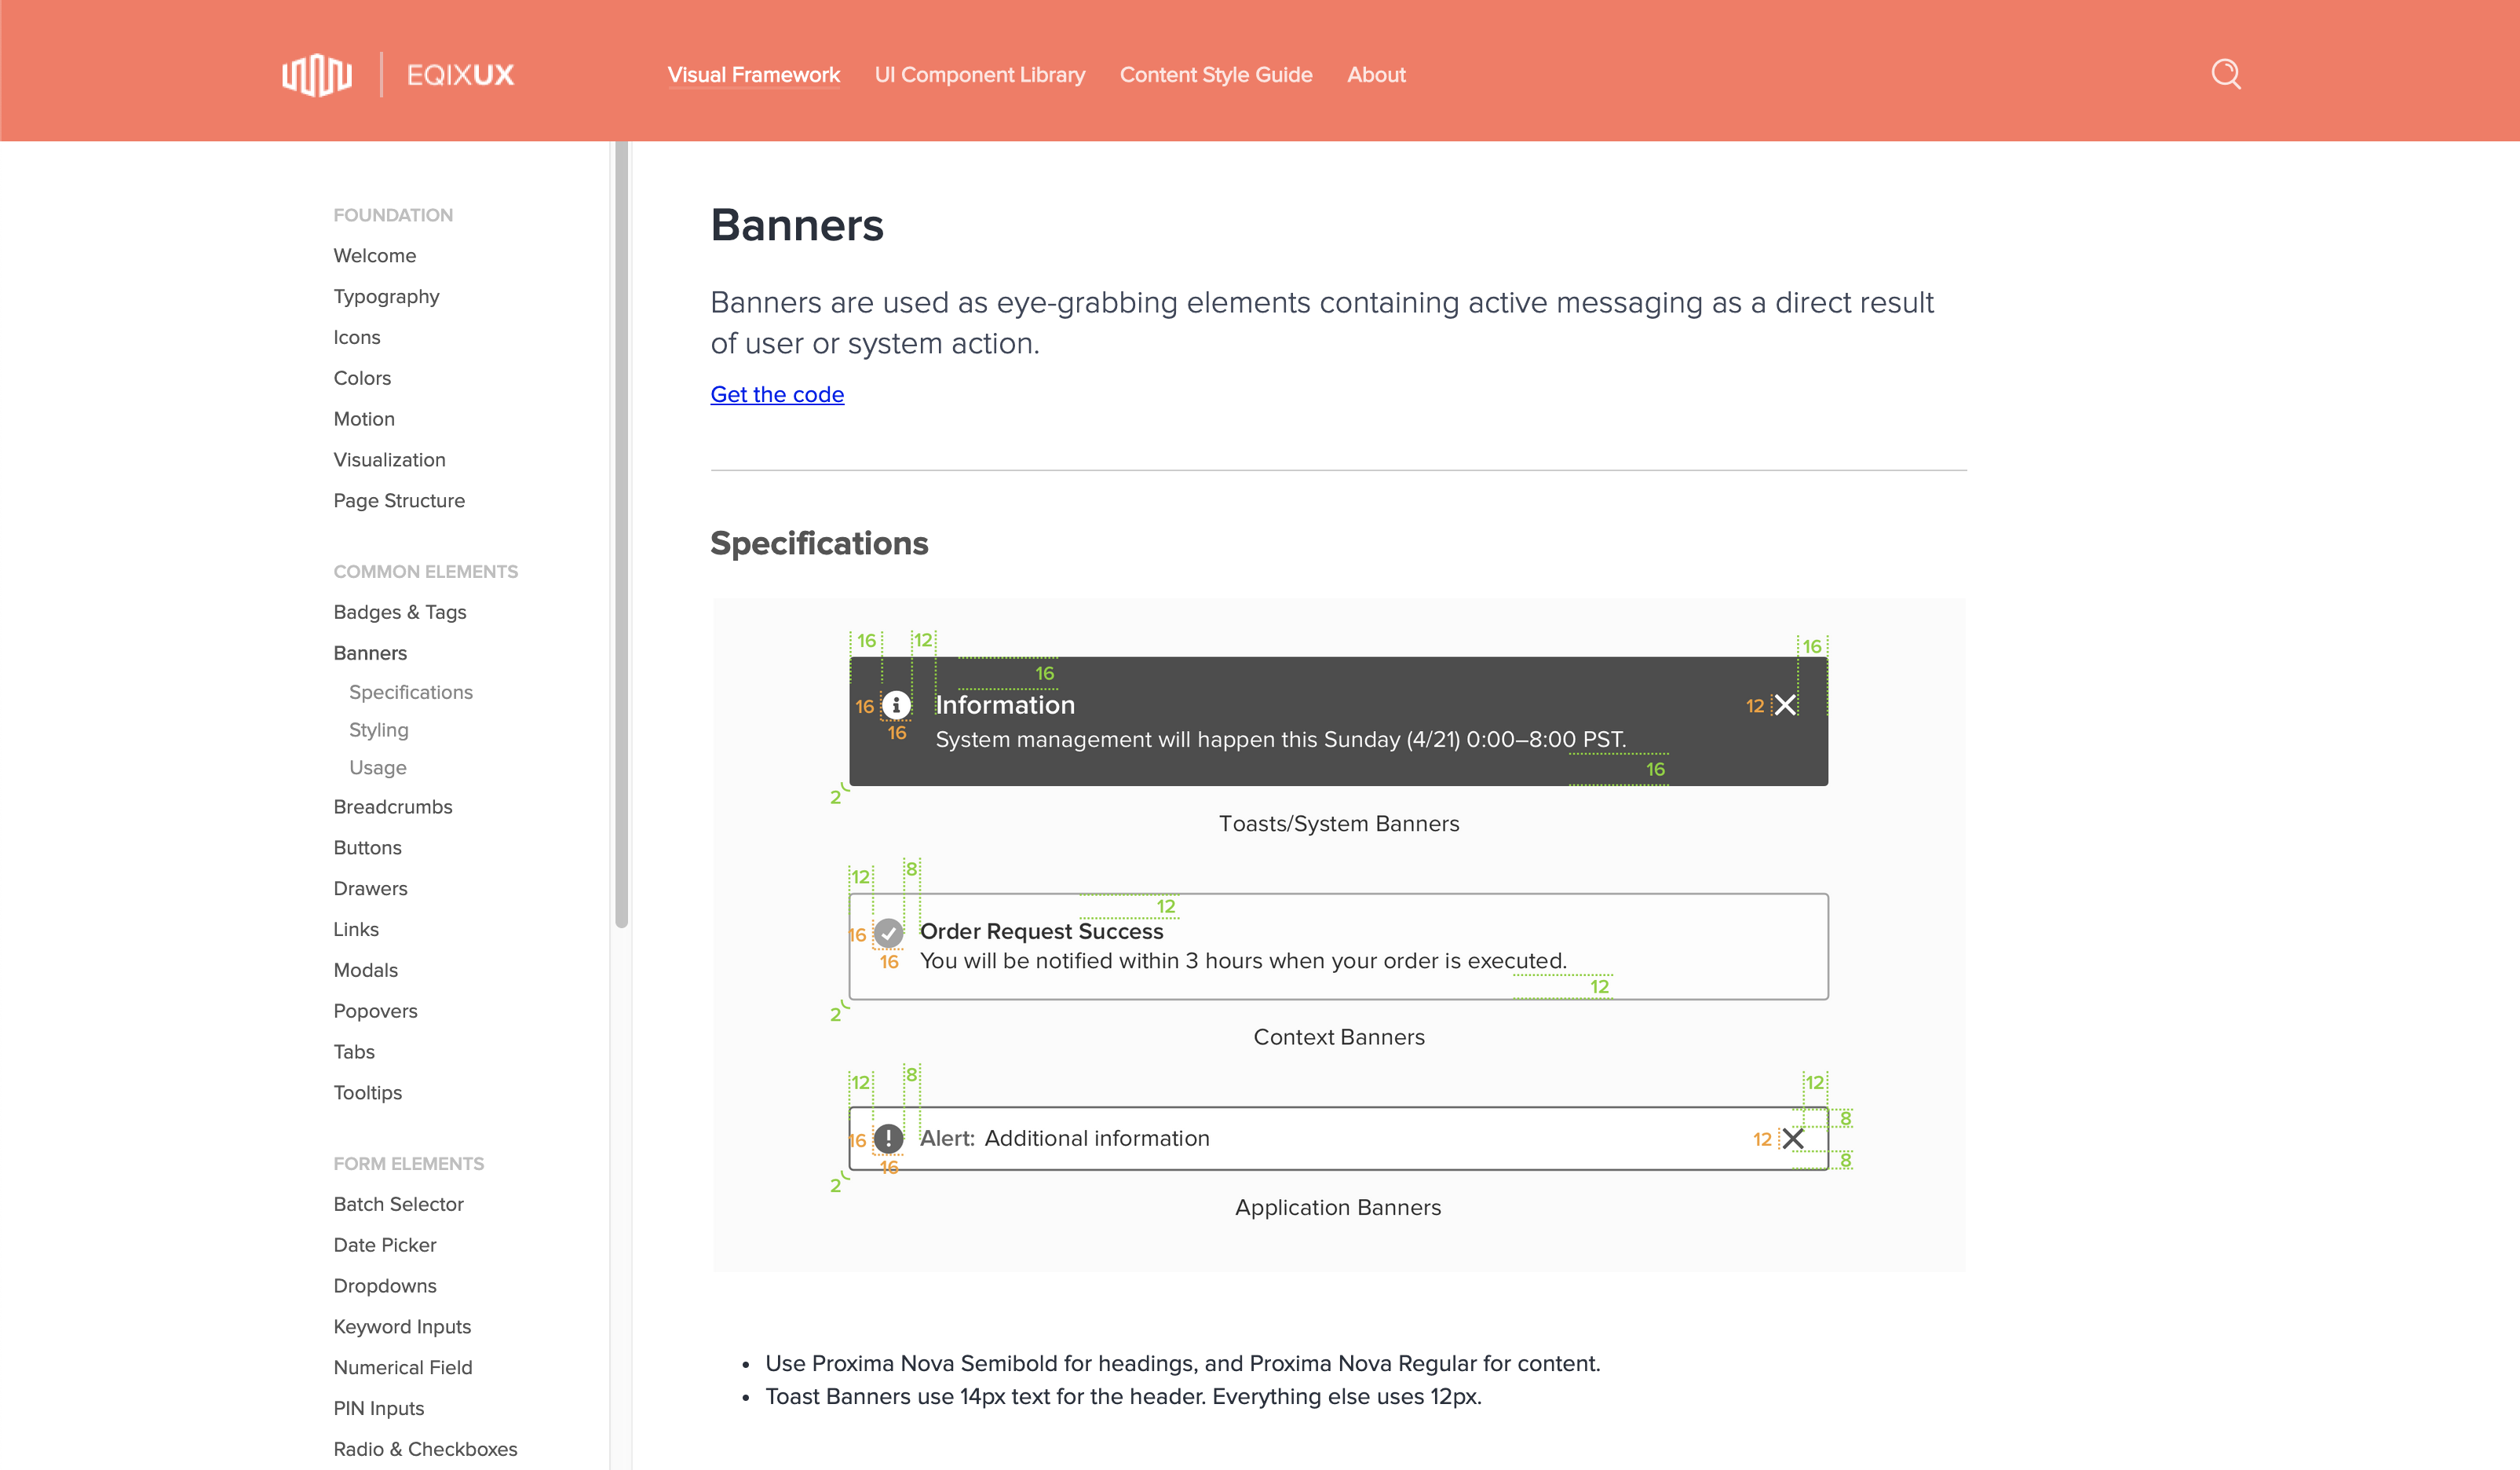 EQIXUX
Visual Framework
UI Component Library
Content Style Guide
About
FOUNDATION
Welcome
Typography
Icons
Colors
Motion
Visualization
Page Structure
COMMON ELEMENTS
Badges & Tags
Banners
Specifications
Styling
Usage
Breadcrumbs
Buttons
Drawers
Links
Modals
Popovers
Tabs
Tooltips
FORM ELEMENTS
Batch Selector
Date Picker
Dropdowns
Keyword Inputs
Numerical Field
PIN Inputs
Radio & Checkboxes
Banners
Banners are used as eye-grabbing elements containing active messaging as a direct result
of user or system action.
Get the code
Specifications
16 12 16
16
16 Information 12
16
System management will happen this Sunday (4/21) 0:00–8:00 PST.
16
2
Toasts/System Banners
12 8
12
16 Order Request Success
16 You will be notified within 3 hours when your order is executed.
12
2
Context Banners
12 8 12
8
16 Alert: Additional information 12
16 8
2
Application Banners
• Use Proxima Nova Semibold for headings, and Proxima Nova Regular for content.
• Toast Banners use 14px text for the header. Everything else uses 12px.